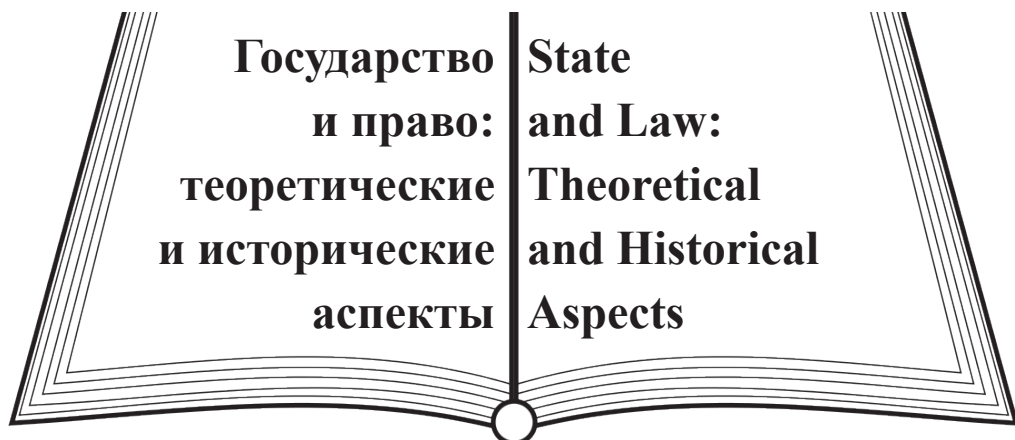 Государство
и право:
теоретические
и исторические
аспекты
State
and Law:
Theoretical
and Historical
Aspects